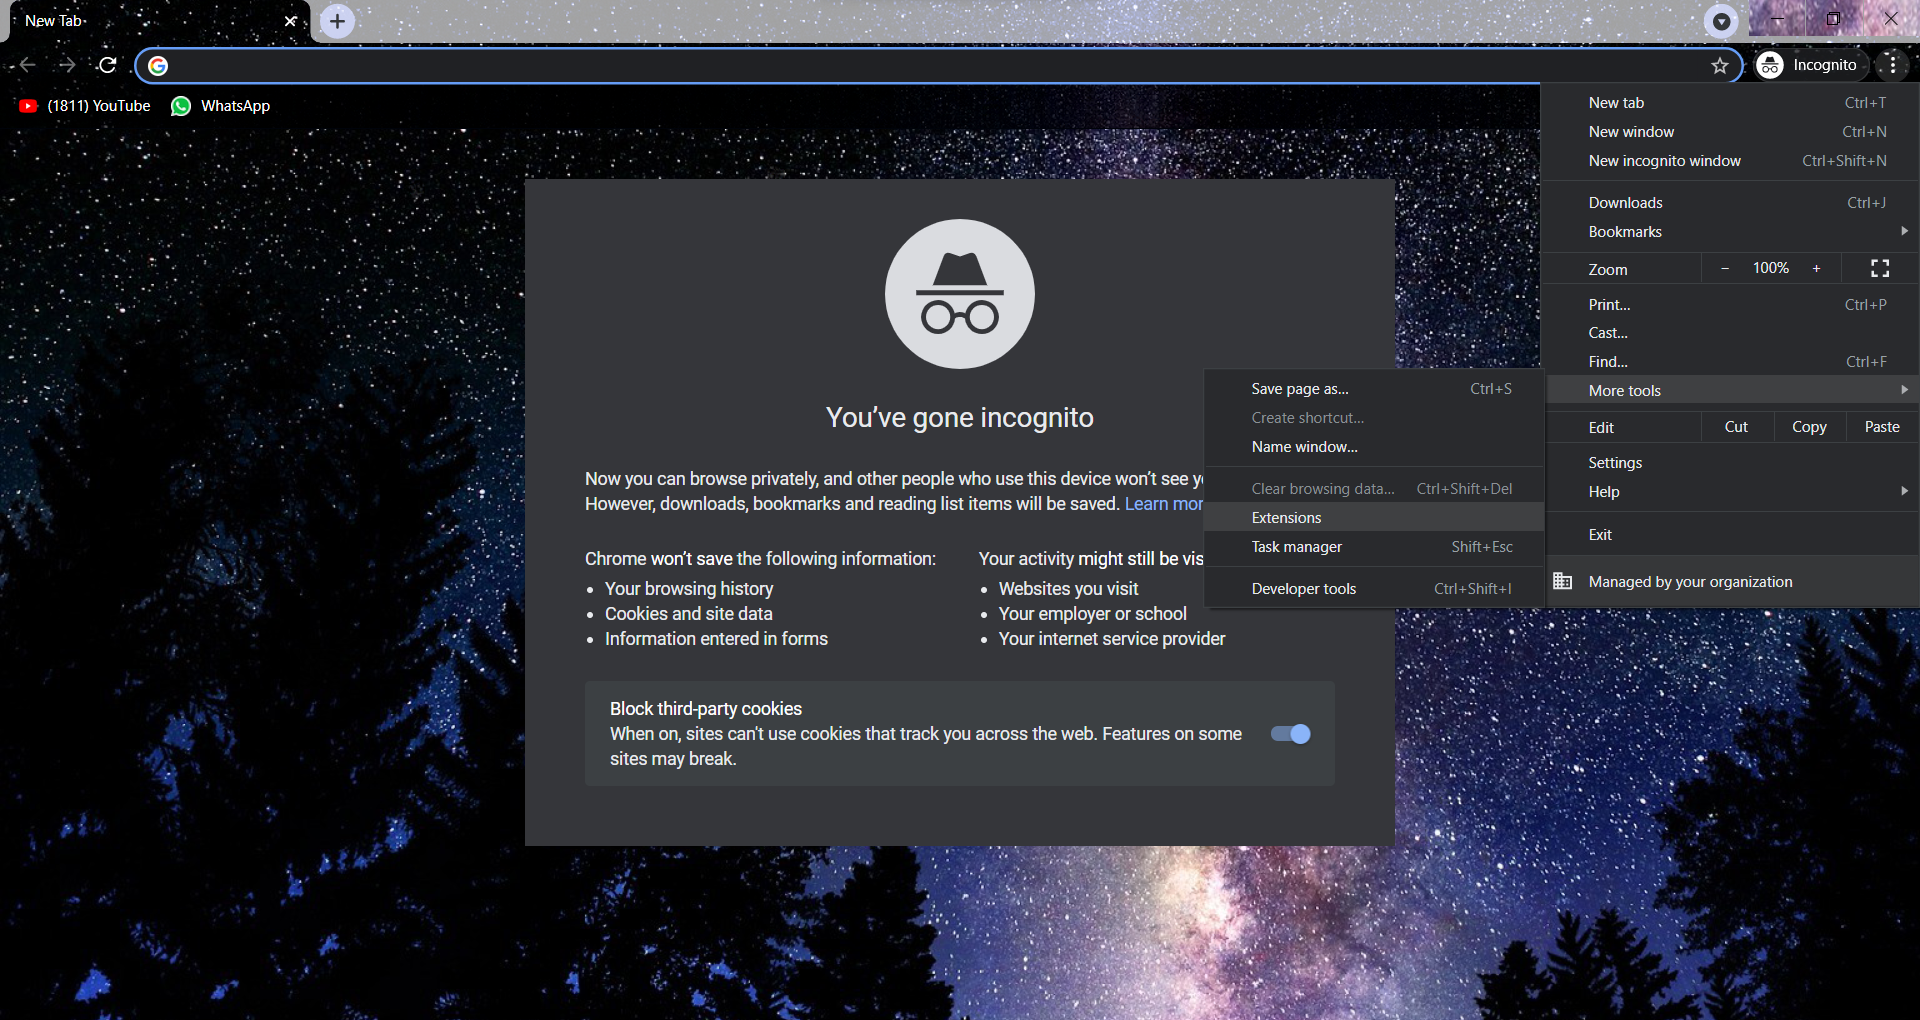 New Tab
Incognito
(1811) YouTube
WhatsApp
New tab Ctrl+T
New window Ctrl+N
New incognito window Ctrl+Shift+N
Downloads Ctrl+J
Bookmarks
Zoom - 100% +
Print... Ctrl+P
Cast...
Find... Ctrl+F
More tools
Edit Cut Copy Paste
Settings
Help
Exit
Managed by your organization
Save page as... Ctrl+S
Create shortcut...
Name window...
Clear browsing data... Ctrl+Shift+Del
Extensions
Task manager Shift+Esc
Developer tools Ctrl+Shift+I
You've gone incognito
Now you can browse privately, and other people who use this device won't see
However, downloads, bookmarks and reading list items will be saved. Learn
Chrome won't save the following information:
• Your browsing history
• Cookies and site data
• Information entered in forms
Your activity might still be
• Websites you visit
• Your employer or school
• Your internet service provider
Block third-party cookies
When on, sites can't use cookies that track you across the web. Features on some
sites may break.